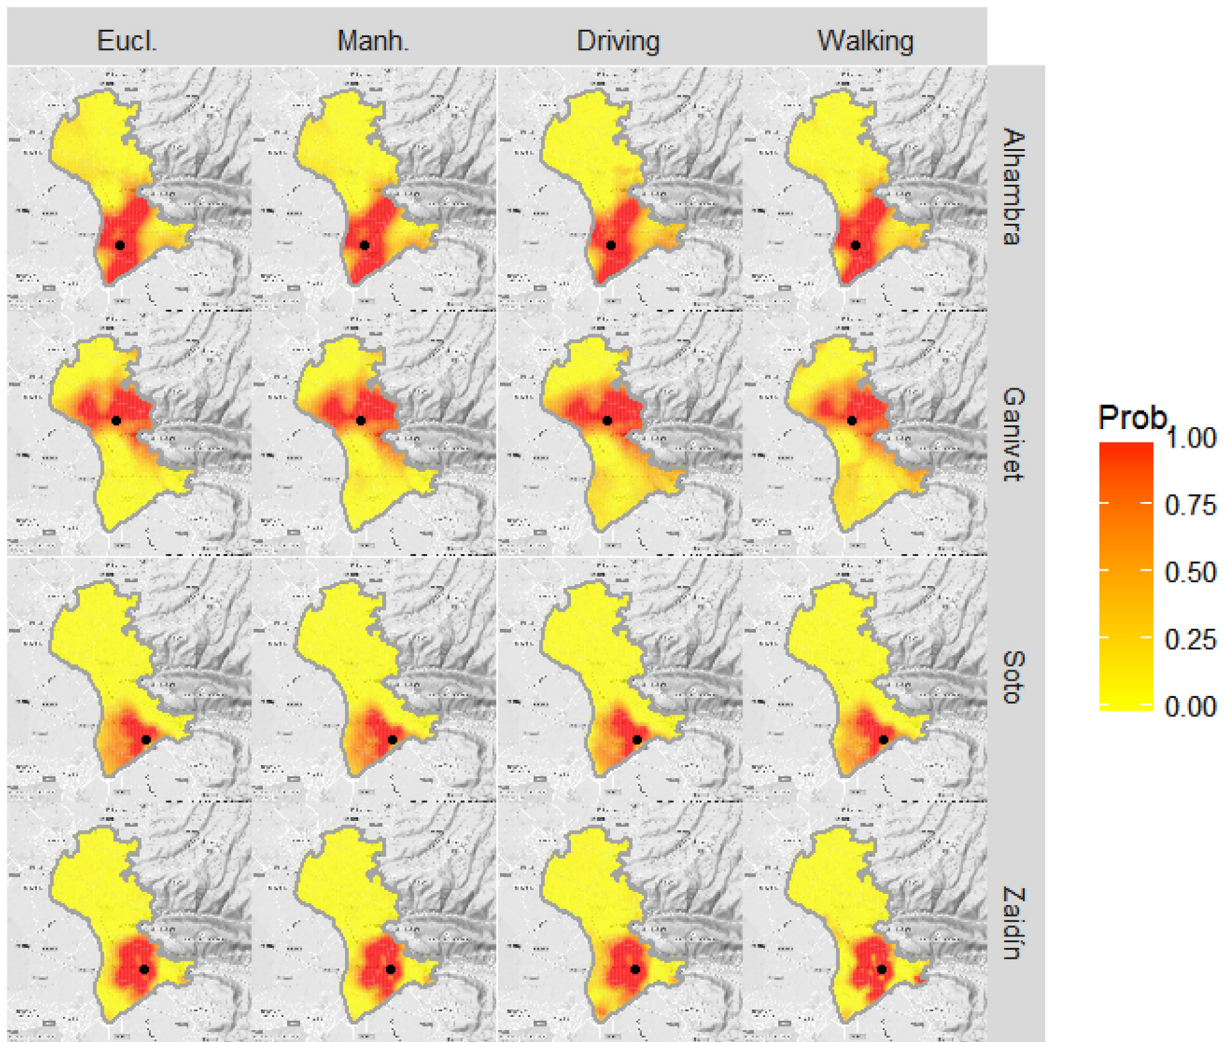 Eucl. Manh. Driving Walking
Alhambra
Ganivet
Prob.
1.00
0.75
0.50
0.25
0.00
Soto
Zaidín